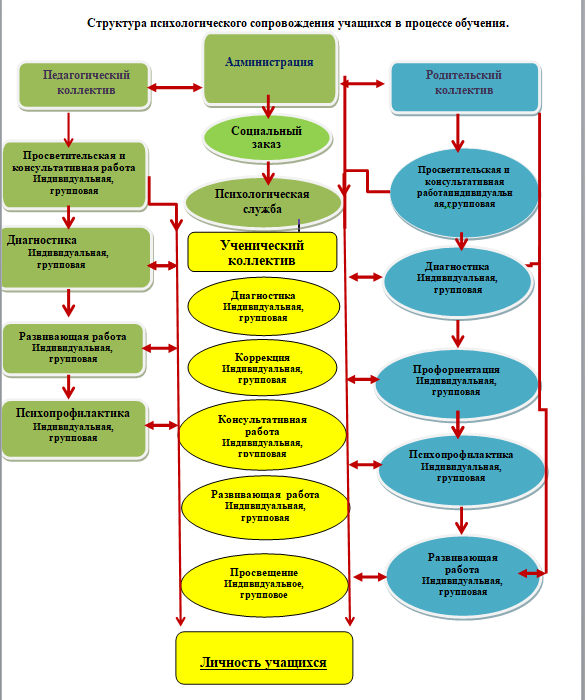 Структура психологического сопровождения учащихся в процессе обучения.
Педагогический
коллектив
Администрация
Родительский
коллектив
Социальный
заказ
Психологическая
служба
Просветительская и
консультативная работа
Индивидуальная,
групповая
Диагностика
Индивидуальная,
групповая
Развивающая работа
Индивидуальная,
групповая
Психопрофилактика
Индивидуальная,
групповая
Ученический
коллектив
Диагностика
Индивидуальная,
групповая
Коррекция
Индивидуальная,
групповая
Консультативная
работа
Индивидуальная,
групповая
Развивающая работа
Индивидуальная,
групповая
Просвещение
Индивидуальное,
групповое
Просветительская и
консультативная
работаиндивидуальн
ая,групповая
Диагностика
Индивидуальная,
групповая
Профориентация
Индивидуальная,
групповая
Психопрофилактика
Индивидуальная,
групповая
Развивающая
работа
Индивидуальная,
групповая
Личность учащихся